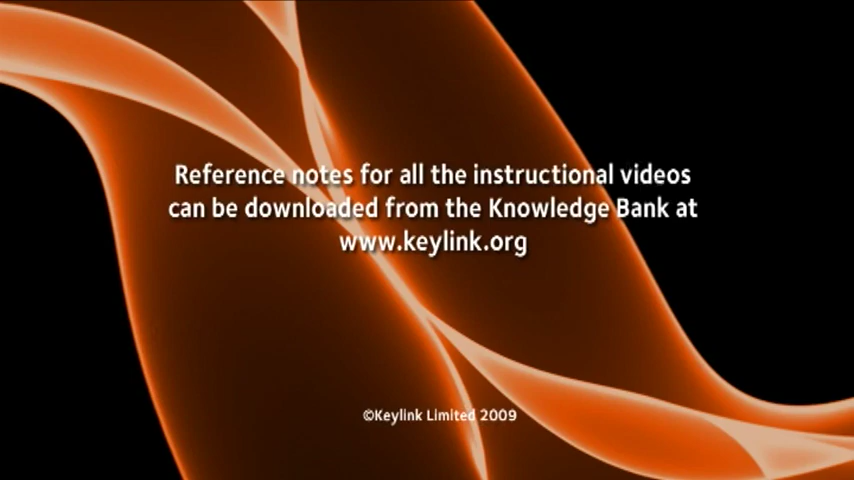 Reference notes for all the instructional videos
can be downloaded from the Knowledge Bank at
www.keylink.org
©Keylink Limited 2009